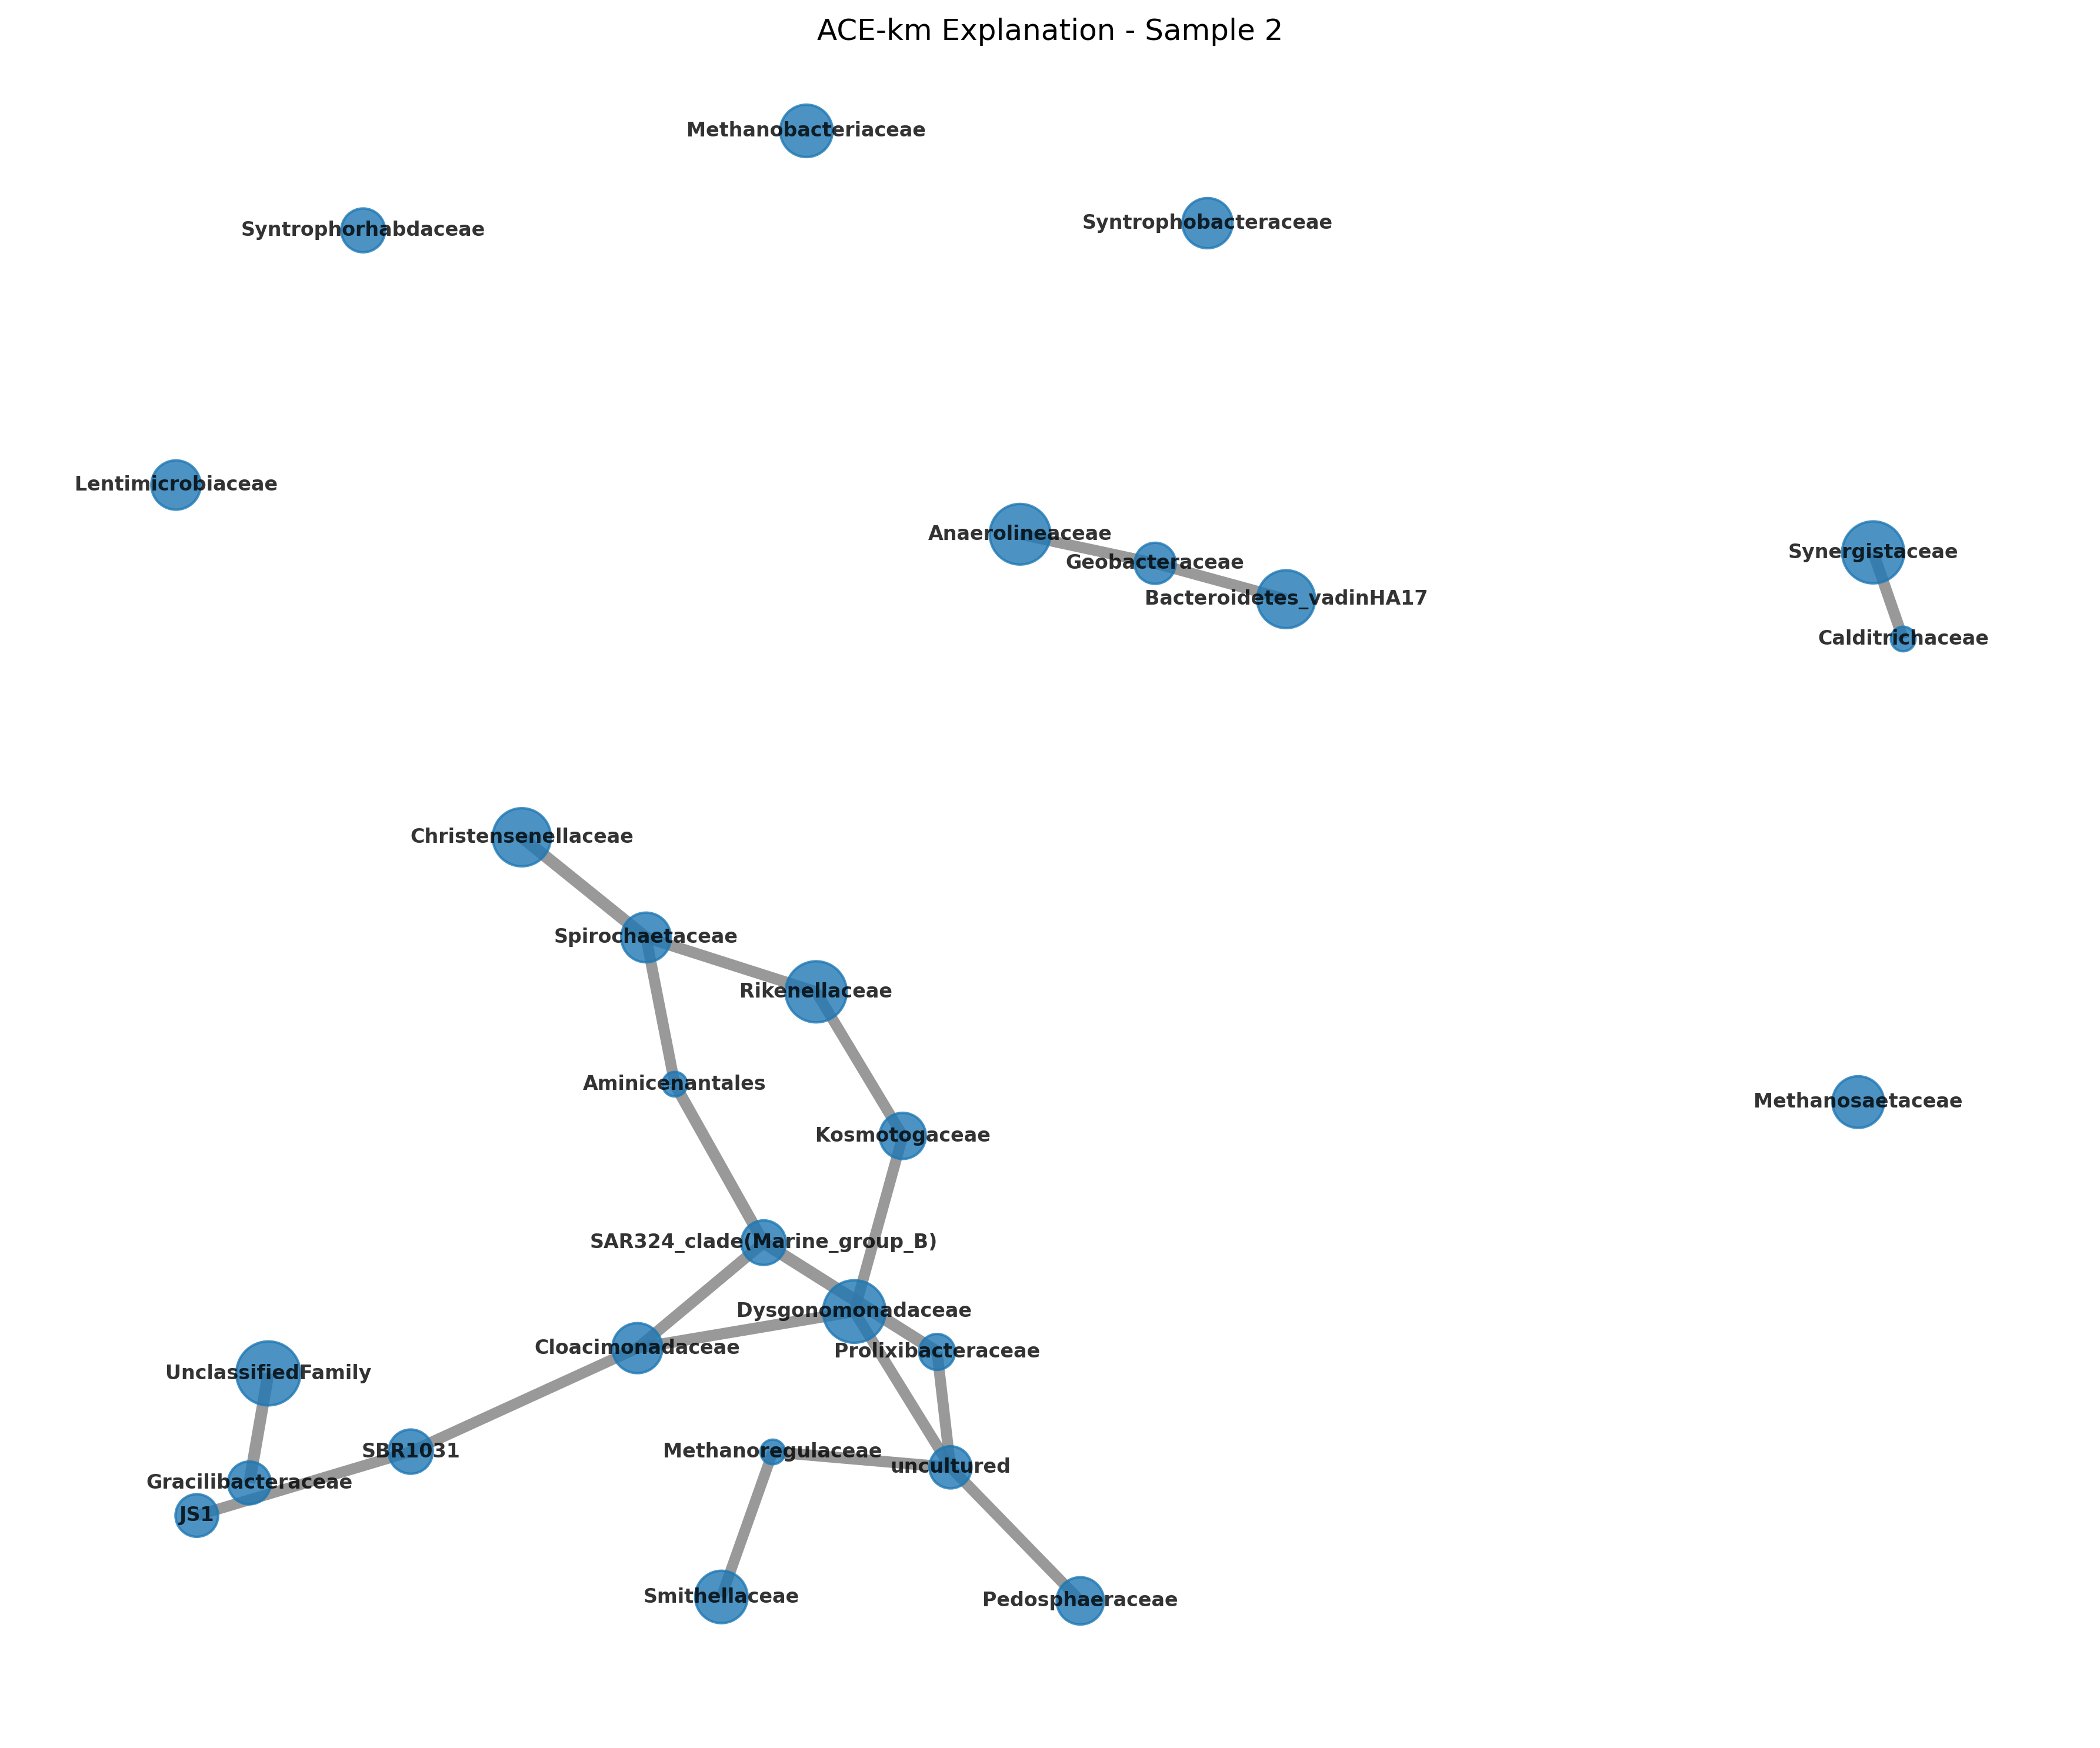 ACE-km Explanation - Sample 2
Methanobacteriaceae
Syntrophobacteraceae
Syntrophorhabdaceae
Lentimicrobiaceae
Anaerolineaceae
Synergistaceae
Geobacteraceae
Bacteroidetes_vadinHA17
Calditrichaceae
Christensenellaceae
Spirochaetaceae
Rikenellaceae
Aminicenantales
Methanosaetaceae
Kosmotogaceae
SAR324_clade(Marine_group_B)
Dysgonomonadaceae
Cloacimonadaceae
Prolixibacteraceae
UnclassifiedFamily
SBR1031
Methanoregulaceae
uncultured
Gracilibacteraceae
JS1
Smithellaceae
Pedosphaeraceae